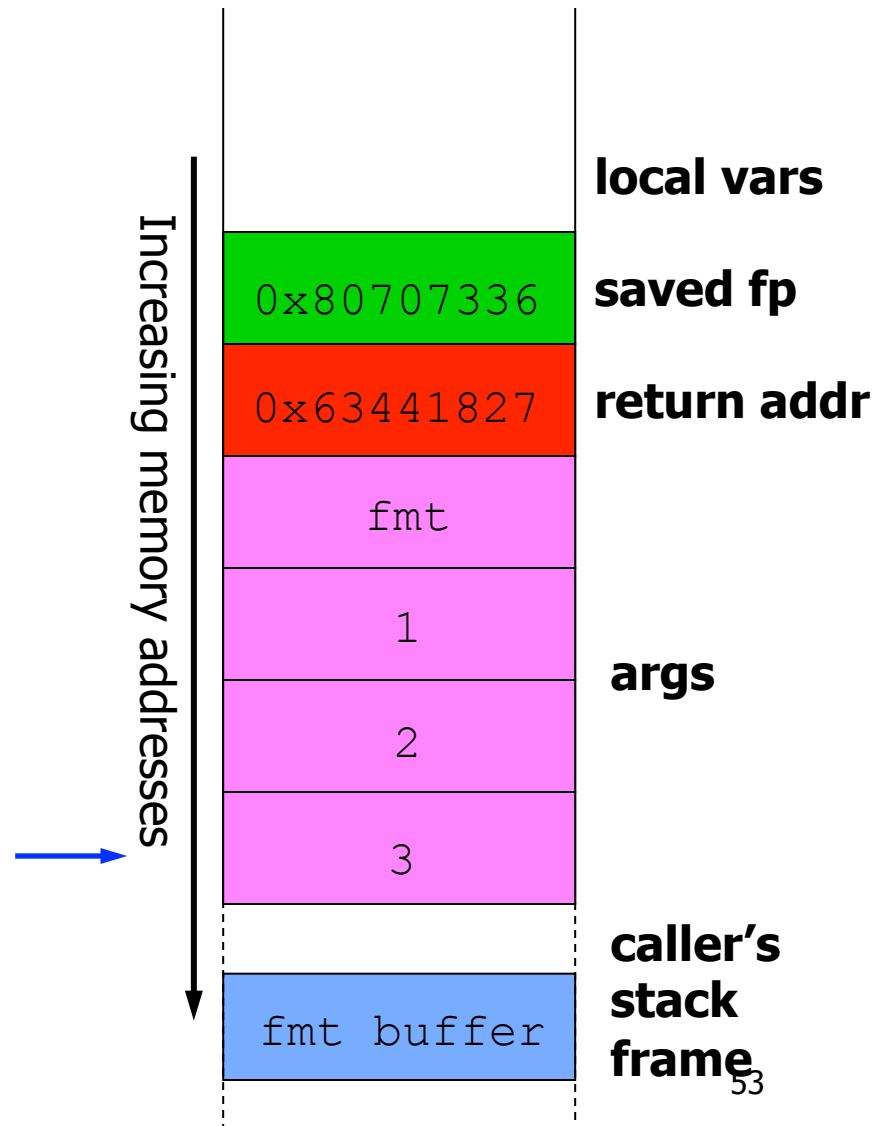 Increasing memory addresses
local vars
0x80707336
saved fp
0x63441827
return addr
fmt
1
args
2
3
caller’s
stack
frame
fmt buffer
53